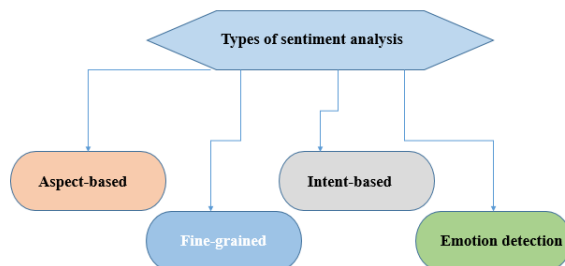 Types of sentiment analysis
Aspect-based
Intent-based
Fine-grained
Emotion detection